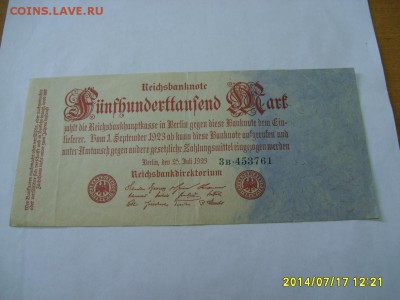 COINS.LAVE.RU
Reichsbanknote
Fünfhunderttausend Mark
zahlt die Reichsbankhauptkasse in Berlin gegen diese Banknote dem Ein-
lieferer. Vom 1. September 1923 ab kann diese Banknote aufgerufen und
unter Umtausch gegen andere gesetzliche Zahlungsmittel eingezogen werden
Berlin, den 25. Juli 1923
3u-453761
Reichsbankdirektorium
2014/07/17 12:21